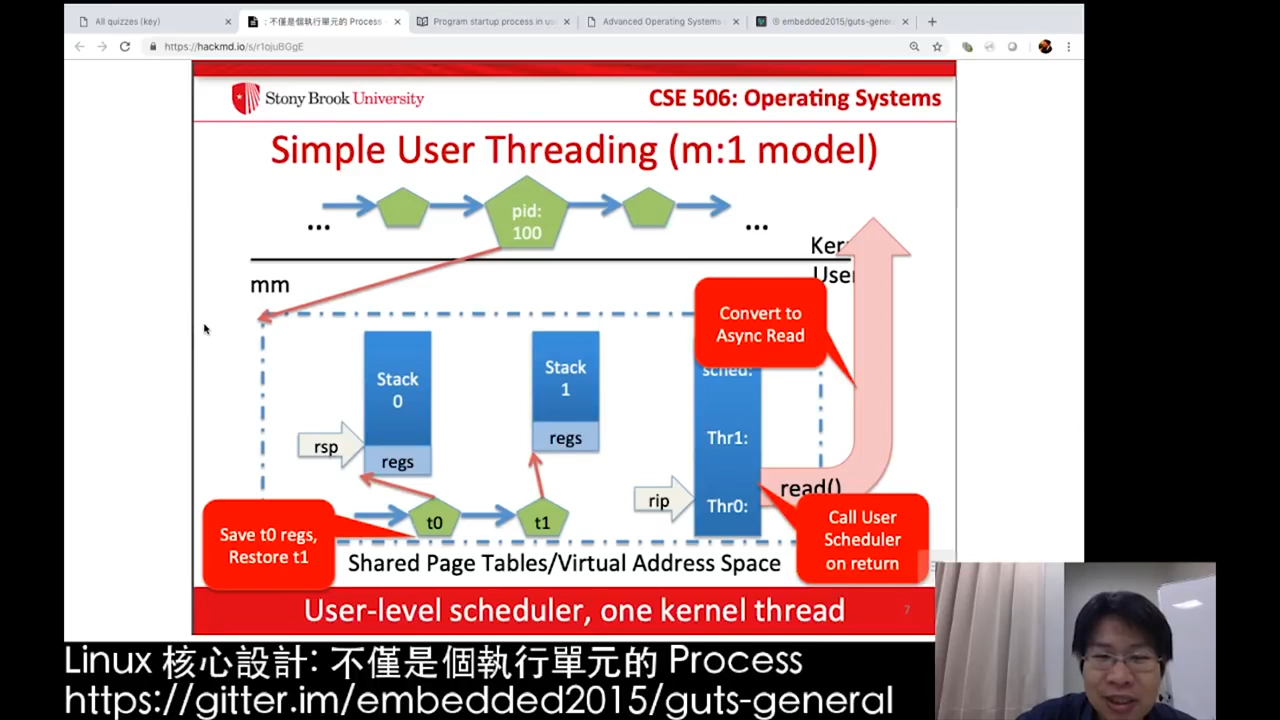 All quizzes (key)
: 不僅是個執行單元的 Process -
Program startup process in us
Advanced Operating Systems
embedded2015/guts-gener
https://hackmd.io/s/r1ojuBGgE
Stony Brook University
CSE 506: Operating Systems
Simple User Threading (m:1 model)
...
pid:
100
...
Ker
User
mm
Convert to
Async Read
Stack
0
Stack
1
sched:
rsp
regs
regs
Thr1:
rip
Thr0:
read()
Save t0 regs,
Restore t1
t0
t1
Call User
Scheduler
on return
Shared Page Tables/Virtual Address Space
User-level scheduler, one kernel thread
7
Linux 核心設計: 不僅是個執行單元的 Process
https://gitter.im/embedded2015/guts-general